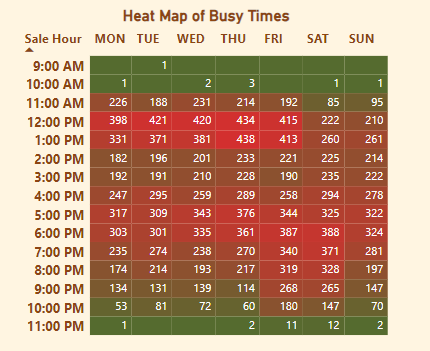 Heat Map of Busy Times
Sale Hour MON TUE WED THU FRI SAT SUN
9:00 AM 1
10:00 AM 1 2 3 1 1
11:00 AM 226 188 231 214 192 85 95
12:00 PM 398 421 420 434 415 222 210
1:00 PM 331 371 381 438 413 260 261
2:00 PM 182 196 201 233 221 225 214
3:00 PM 192 191 210 228 190 235 222
4:00 PM 247 295 259 289 258 294 278
5:00 PM 317 309 343 376 344 325 322
6:00 PM 303 301 335 361 387 388 324
7:00 PM 235 274 238 270 340 371 281
8:00 PM 174 214 193 217 319 328 197
9:00 PM 134 131 139 114 268 265 147
10:00 PM 53 81 72 60 180 147 70
11:00 PM 1 2 11 12 2